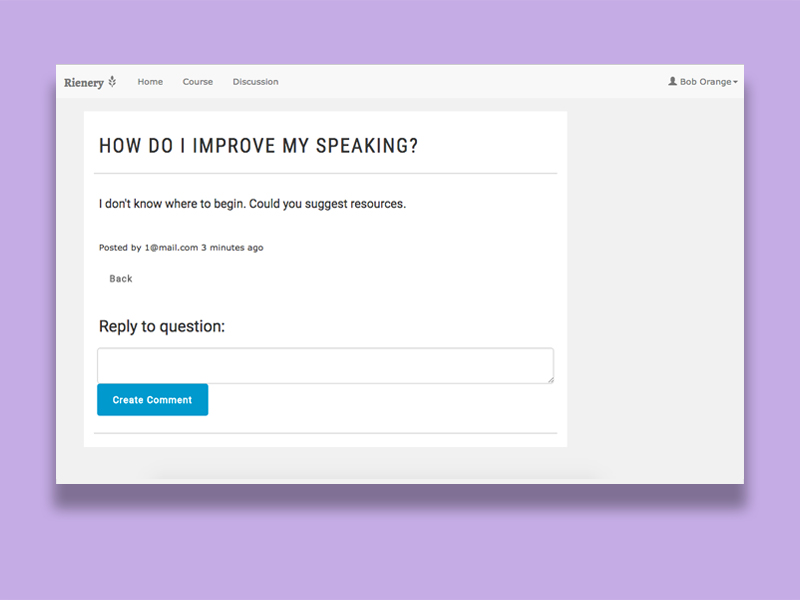 Rienery Home Course Discussion Bob Orange
HOW DO I IMPROVE MY SPEAKING?
I don't know where to begin. Could you suggest resources.
Posted by 1@mail.com 3 minutes ago
Back
Reply to question:
Create Comment